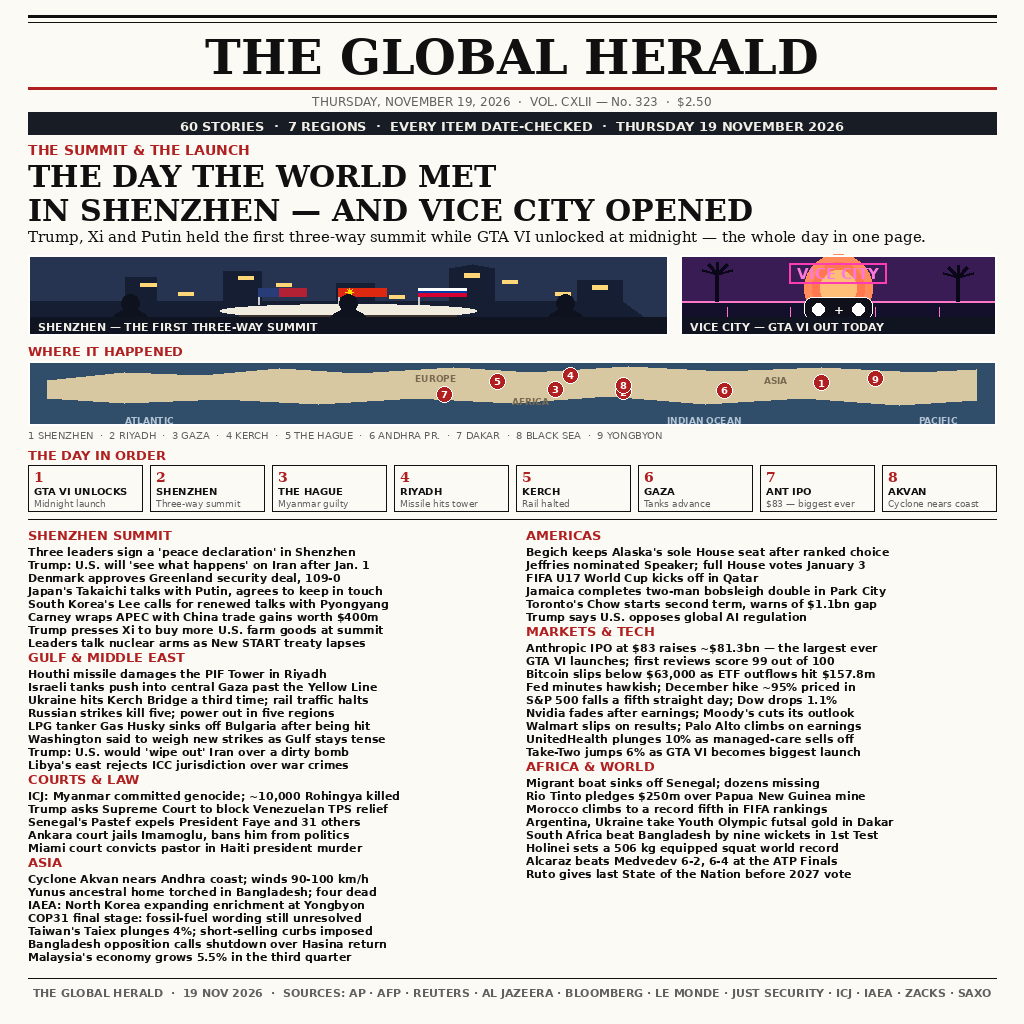 THE GLOBAL HERALD
THURSDAY, NOVEMBER 19, 2026 · VOL. CXLII — No. 323 · $2.50
60 STORIES · 7 REGIONS · EVERY ITEM DATE-CHECKED · THURSDAY 19 NOVEMBER 2026
THE SUMMIT & THE LAUNCH
THE DAY THE WORLD MET
IN SHENZHEN — AND VICE CITY OPENED
Trump, Xi and Putin held the first three-way summit while GTA VI unlocked at midnight — the whole day in one page.
SHENZHEN — THE FIRST THREE-WAY SUMMIT
VICE CITY
VICE CITY — GTA VI OUT TODAY
WHERE IT HAPPENED
EUROPE
AFRICA
ASIA
ATLANTIC
INDIAN OCEAN
PACIFIC
7
5
3
4
8
2
6
1
9
1 SHENZHEN · 2 RIYADH · 3 GAZA · 4 KERCH · 5 THE HAGUE · 6 ANDHRA PR. · 7 DAKAR · 8 BLACK SEA · 9 YONGBYON
THE DAY IN ORDER
1
GTA VI UNLOCKS
Midnight launch
2
SHENZHEN
Three-way summit
3
THE HAGUE
Myanmar guilty
4
RIYADH
Missile hits tower
5
KERCH
Rail halted
6
GAZA
Tanks advance
7
ANT IPO
$83 — biggest ever
8
AKVAN
Cyclone nears coast
SHENZHEN SUMMIT
Three leaders sign a 'peace declaration' in Shenzhen
Trump: U.S. will 'see what happens' on Iran after Jan. 1
Denmark approves Greenland security deal, 109-0
Japan's Takaichi talks with Putin, agrees to keep in touch
South Korea's Lee calls for renewed talks with Pyongyang
Carney wraps APEC with China trade gains worth $400m
Trump presses Xi to buy more U.S. farm goods at summit
Leaders talk nuclear arms as New START treaty lapses
GULF & MIDDLE EAST
Houthi missile damages the PIF Tower in Riyadh
Israeli tanks push into central Gaza past the Yellow Line
Ukraine hits Kerch Bridge a third time; rail traffic halts
Russian strikes kill five; power out in five regions
LPG tanker Gas Husky sinks off Bulgaria after being hit
Washington said to weigh new strikes as Gulf stays tense
Trump: U.S. would 'wipe out' Iran over a dirty bomb
Libya's east rejects ICC jurisdiction over war crimes
COURTS & LAW
ICJ: Myanmar committed genocide; ~10,000 Rohingya killed
Trump asks Supreme Court to block Venezuelan TPS relief
Senegal's Pastef expels President Faye and 31 others
Ankara court jails Imamoglu, bans him from politics
Miami court convicts pastor in Haiti president murder
ASIA
Cyclone Akvan nears Andhra coast; winds 90-100 km/h
Yunus ancestral home torched in Bangladesh; four dead
IAEA: North Korea expanding enrichment at Yongbyon
COP31 final stage: fossil-fuel wording still unresolved
Taiwan's Taiex plunges 4%; short-selling curbs imposed
Bangladesh opposition calls shutdown over Hasina return
Malaysia's economy grows 5.5% in the third quarter
AMERICAS
Begich keeps Alaska's sole House seat after ranked choice
Jeffries nominated Speaker; full House votes January 3
FIFA U17 World Cup kicks off in Qatar
Jamaica completes two-man bobsleigh double in Park City
Toronto's Chow starts second term, warns of $1.1bn gap
Trump says U.S. opposes global AI regulation
MARKETS & TECH
Anthropic IPO at $83 raises ~$81.3bn — the largest ever
GTA VI launches; first reviews score 99 out of 100
Bitcoin slips below $63,000 as ETF outflows hit $157.8m
Fed minutes hawkish; December hike ~95% priced in
S&P 500 falls a fifth straight day; Dow drops 1.1%
Nvidia fades after earnings; Moody's cuts its outlook
Walmart slips on results; Palo Alto climbs on earnings
UnitedHealth plunges 10% as managed-care sells off
Take-Two jumps 6% as GTA VI becomes biggest launch
AFRICA & WORLD
Migrant boat sinks off Senegal; dozens missing
Rio Tinto pledges $250m over Papua New Guinea mine
Morocco climbs to a record fifth in FIFA rankings
Argentina, Ukraine take Youth Olympic futsal gold in Dakar
South Africa beat Bangladesh by nine wickets in 1st Test
Holinei sets a 506 kg equipped squat world record
Alcaraz beats Medvedev 6-2, 6-4 at the ATP Finals
Ruto gives last State of the Nation before 2027 vote
THE GLOBAL HERALD · 19 NOV 2026 · SOURCES: AP · AFP · REUTERS · AL JAZEERA · BLOOMBERG · LE MONDE · JUST SECURITY · ICJ · IAEA · ZACKS · SAXO